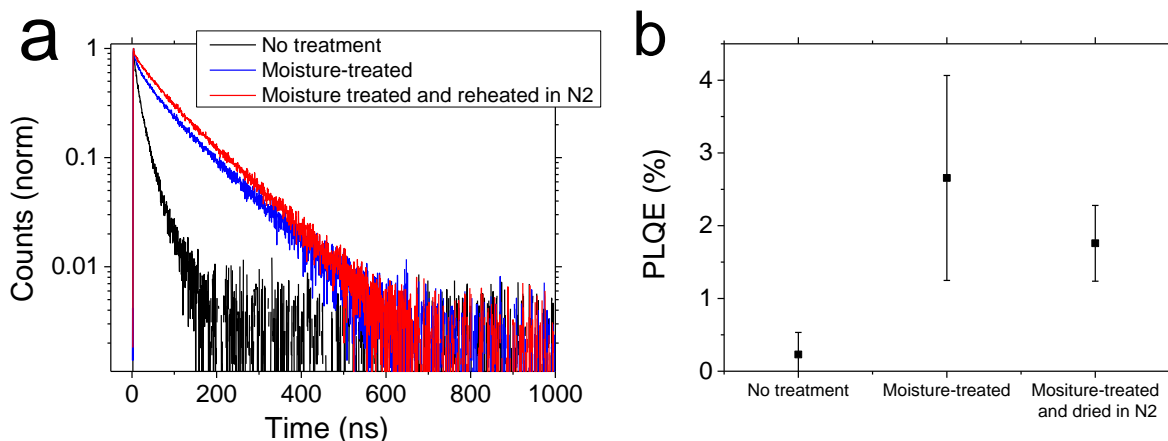 a
No treatment
Moisture-treated
Moisture treated and reheated in N2
1
0.1
0.01
Counts (norm)
0
200
400
600
800
1000
Time (ns)
b
4
3
2
1
0
PLQE (%)
No treatment
Moisture-treated
Mositure-treated
and dried in N2